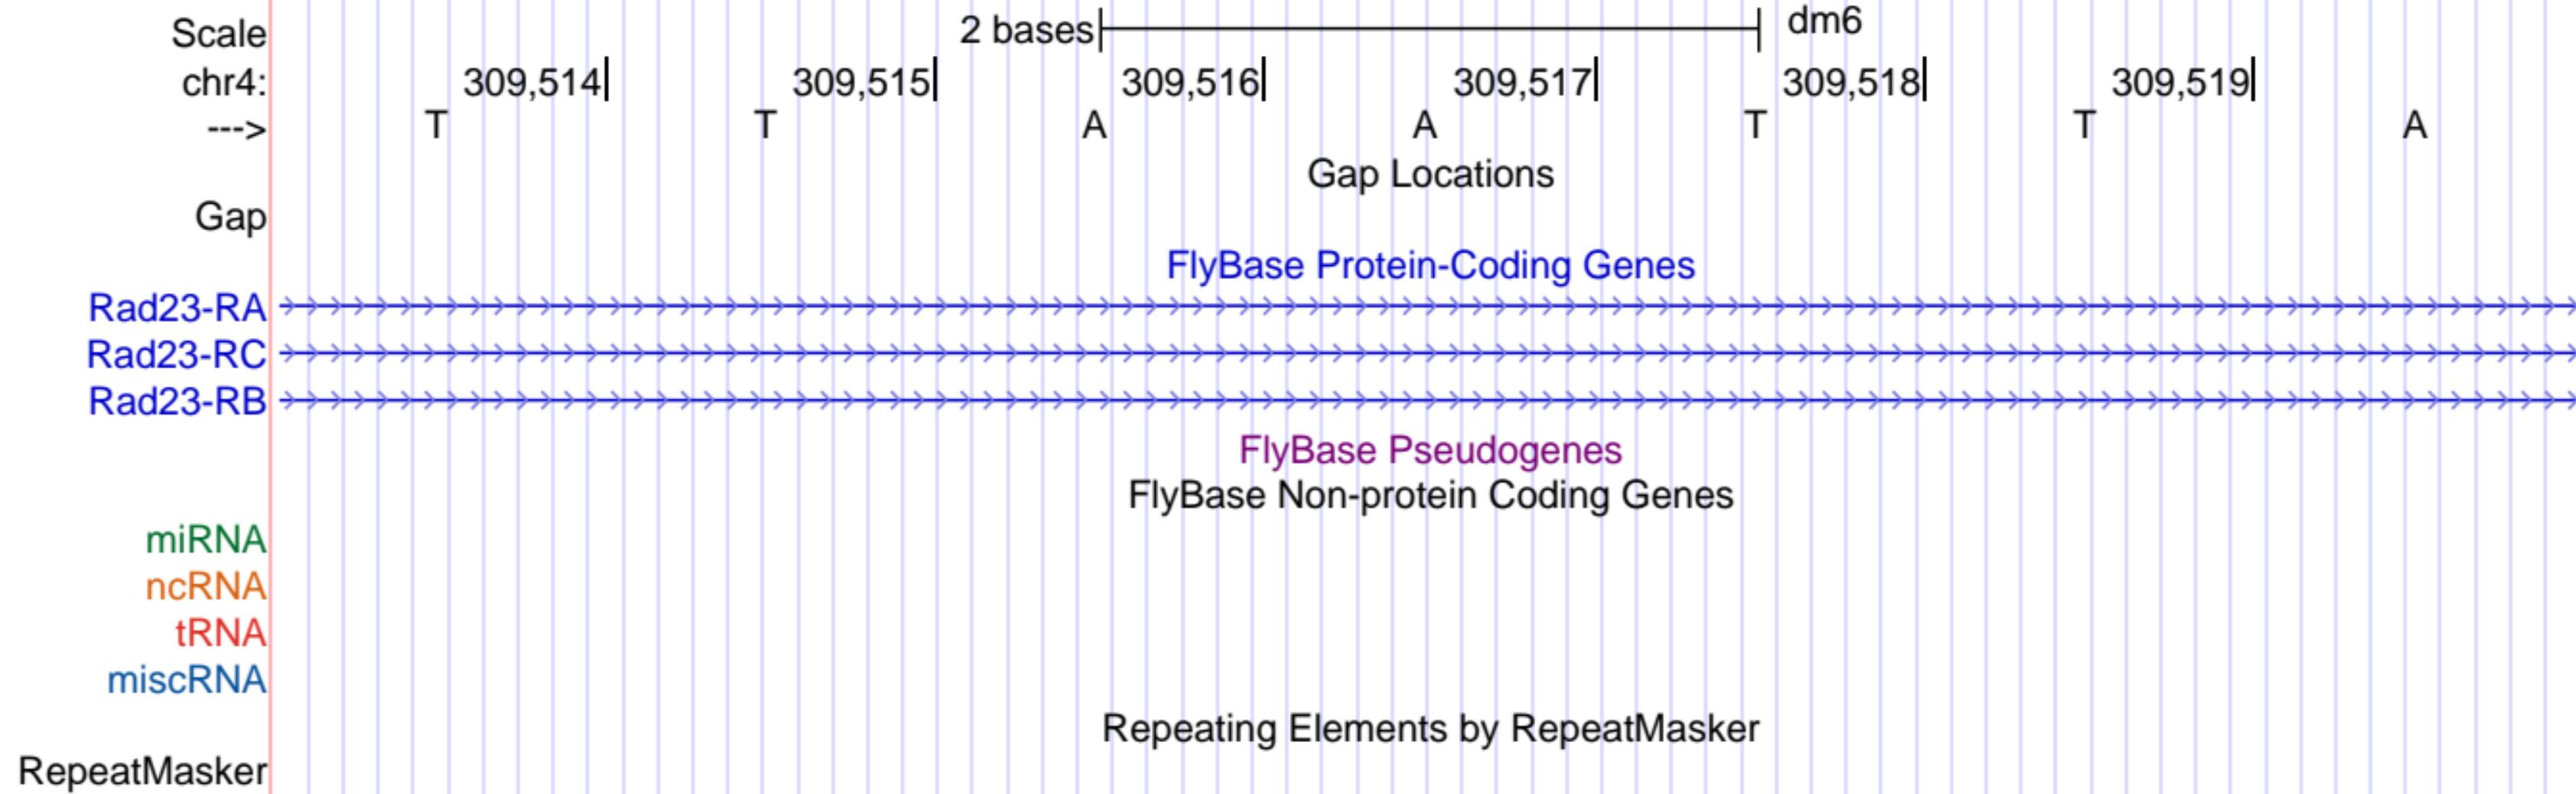 Scale 2 bases dm6
chr4: 309,514 309,515 309,516 309,517 309,518 309,519
---> T T A A T T A
Gap Locations
Gap
FlyBase Protein-Coding Genes
Rad23-RA
Rad23-RC
Rad23-RB
FlyBase Pseudogenes
FlyBase Non-protein Coding Genes
miRNA
ncRNA
tRNA
miscRNA
Repeating Elements by RepeatMasker
RepeatMasker